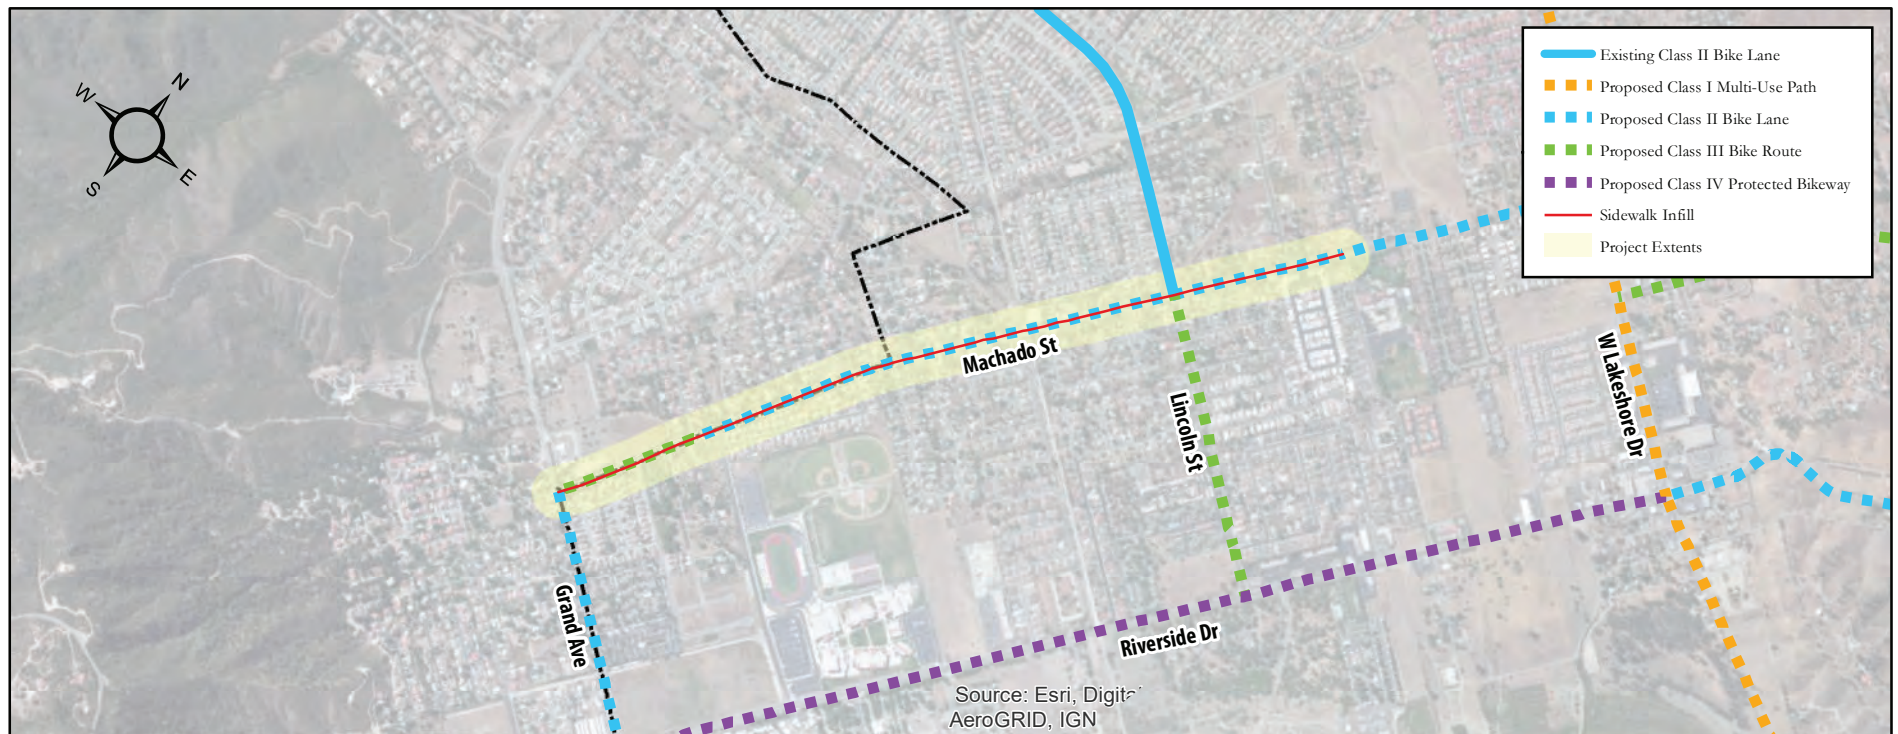 N
W
E
S
Existing Class II Bike Lane
Proposed Class I Multi-Use Path
Proposed Class II Bike Lane
Proposed Class III Bike Route
Proposed Class IV Protected Bikeway
Sidewalk Infill
Project Extents
Machado St
Lincoln St
W Lakeshore Dr
Grand Ave
Riverside Dr
Source: Esri, Digita
AeroGRID, IGN